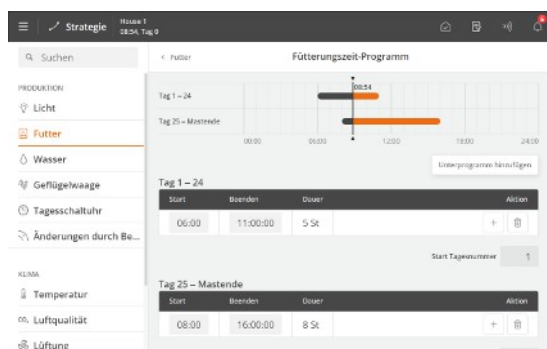 Strategie
House 1
08:54, Tag 0
6
Suchen
PRODUKTION
Licht
Futter
Wasser
Geflügelwaage
Tagesschaltuhr
Änderungen durch Be...
KLIMA
Temperatur
CO₂ Luftqualität
Lüftung
< Futter
Fütterungszeit-Programm
08:54
Tag 1 – 24
Tag 25 – Mastende
00:00 06:00 12:00 18:00 24:00
Unterprogramm hinzufügen
Tag 1 – 24
Start Beenden Dauer Aktion
06:00 11:00:00 5 St +
Start Tagesnummer 1
Tag 25 – Mastende
Start Beenden Dauer Aktion
08:00 16:00:00 8 St +